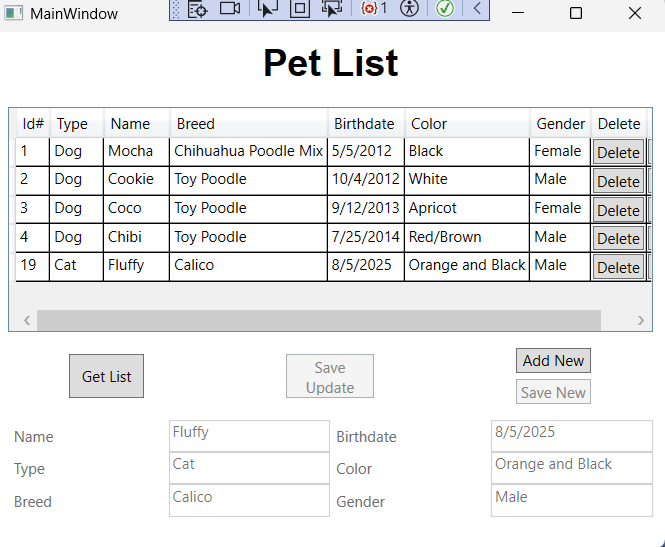 MainWindow
1
Pet List
Id# Type Name Breed Birthdate Color Gender Delete
1 Dog Mocha Chihuahua Poodle Mix 5/5/2012 Black Female Delete
2 Dog Cookie Toy Poodle 10/4/2012 White Male Delete
3 Dog Coco Toy Poodle 9/12/2013 Apricot Female Delete
4 Dog Chibi Toy Poodle 7/25/2014 Red/Brown Male Delete
19 Cat Fluffy Calico 8/5/2025 Orange and Black Male Delete
Get List
Save
Update
Add New
Save New
Name Fluffy Birthdate 8/5/2025
Type Cat Color Orange and Black
Breed Calico Gender Male